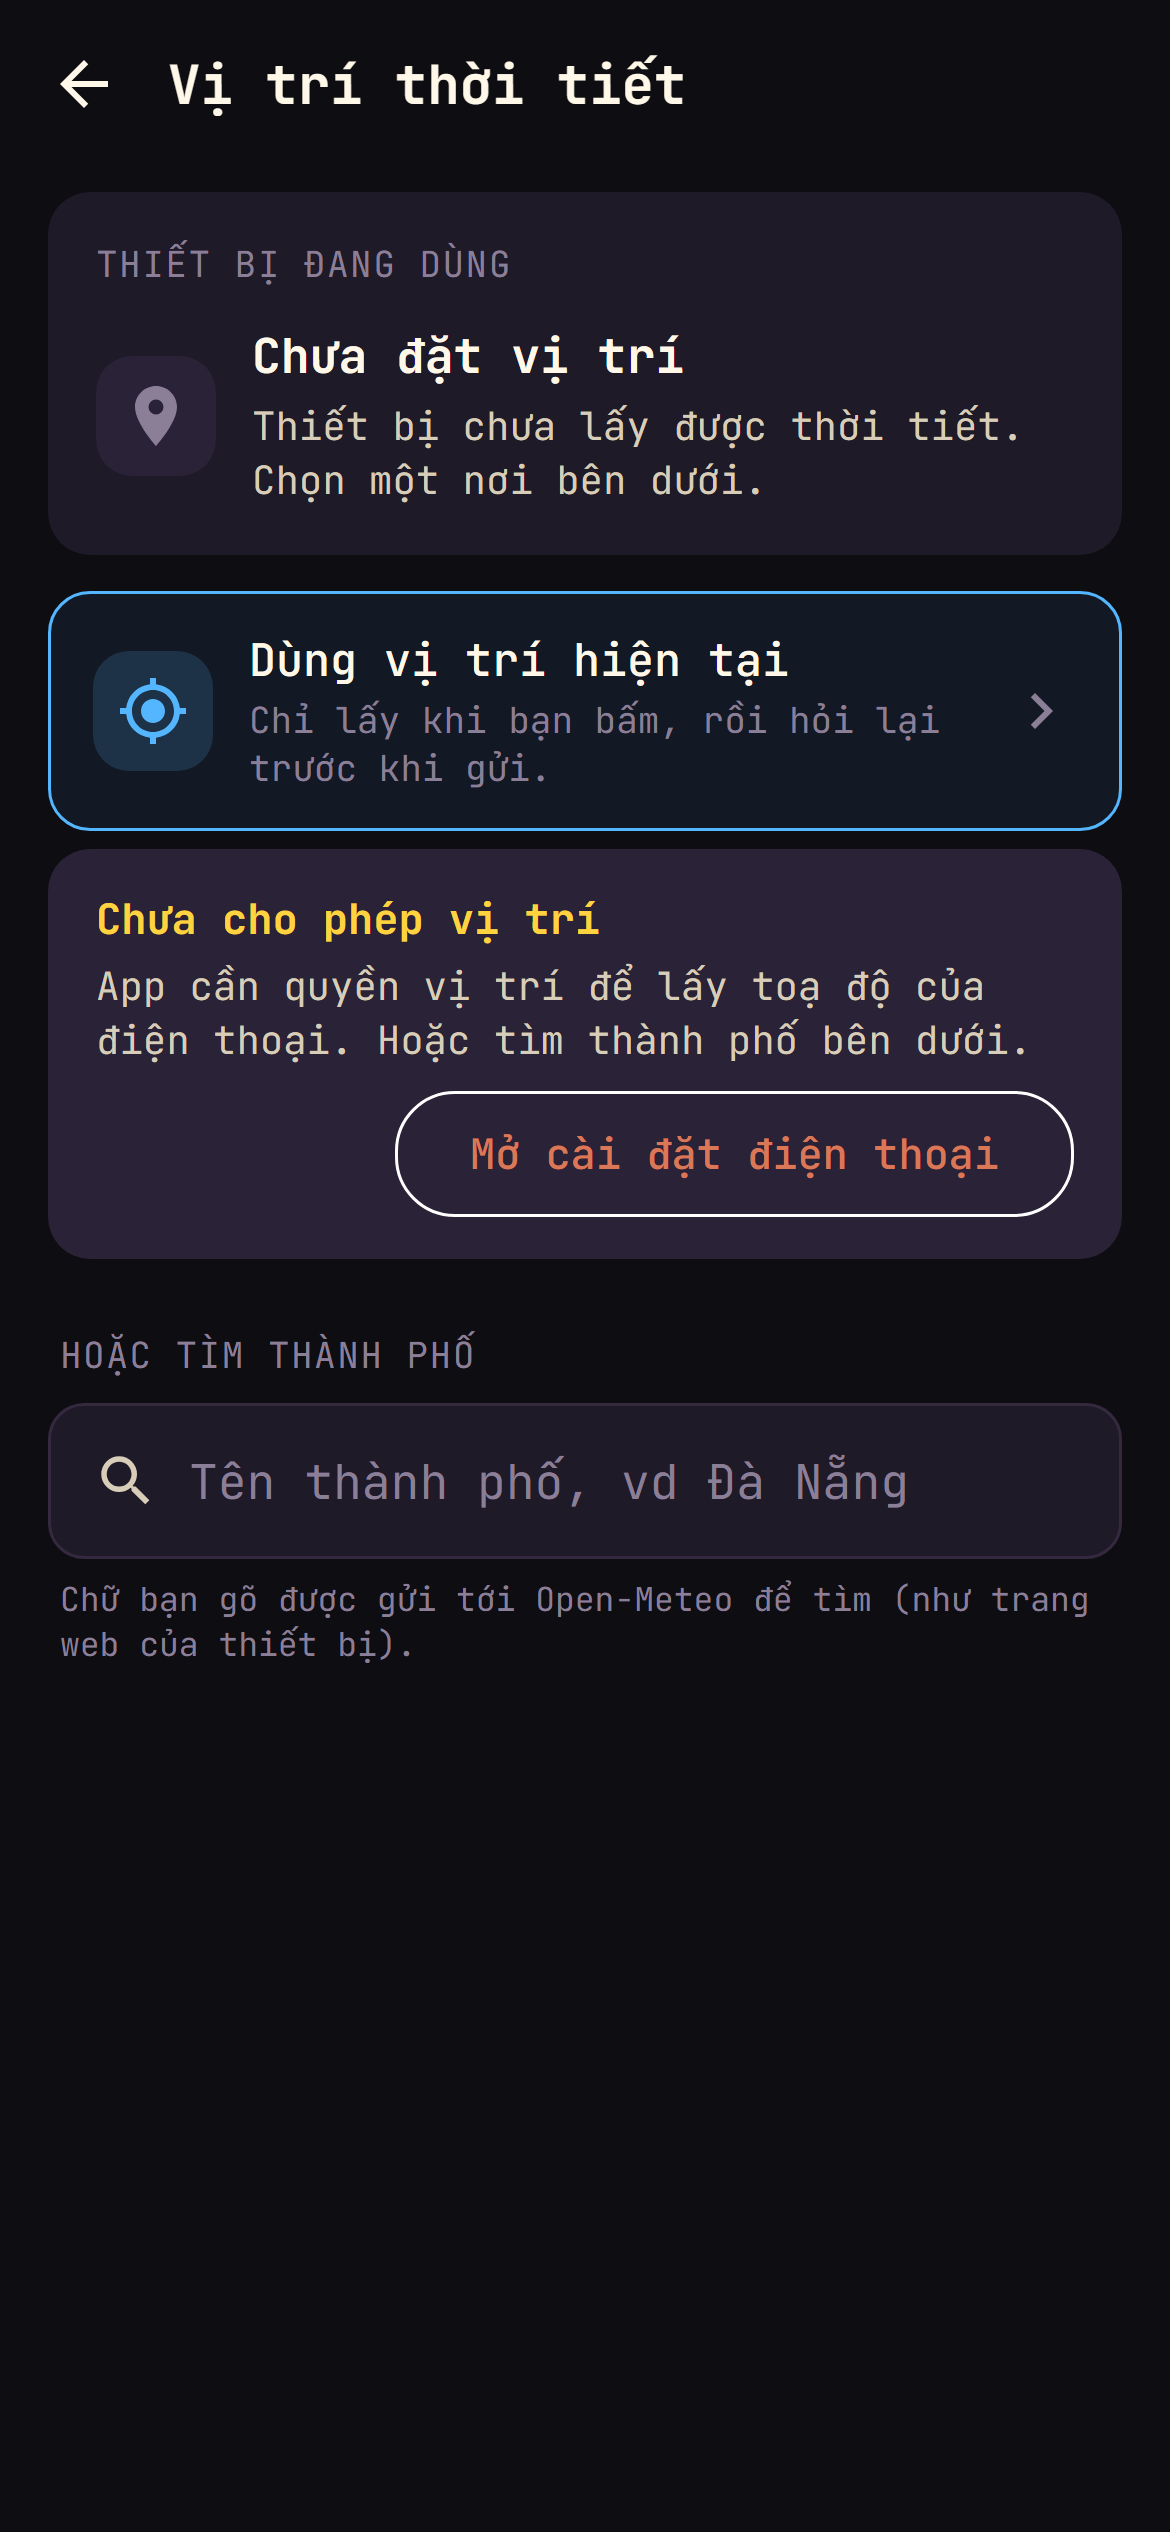 Vị trí thời tiết
THIẾT BỊ ĐANG DÙNG
Chưa đặt vị trí
Thiết bị chưa lấy được thời tiết.
Chọn một nơi bên dưới.
Dùng vị trí hiện tại
Chỉ lấy khi bạn bấm, rồi hỏi lại
trước khi gửi.
Chưa cho phép vị trí
App cần quyền vị trí để lấy toạ độ của
điện thoại. Hoặc tìm thành phố bên dưới.
Mở cài đặt điện thoại
HOẶC TÌM THÀNH PHỐ
Tên thành phố, vd Đà Nẵng
Chữ bạn gõ được gửi tới Open-Meteo để tìm (như trang
web của thiết bị).